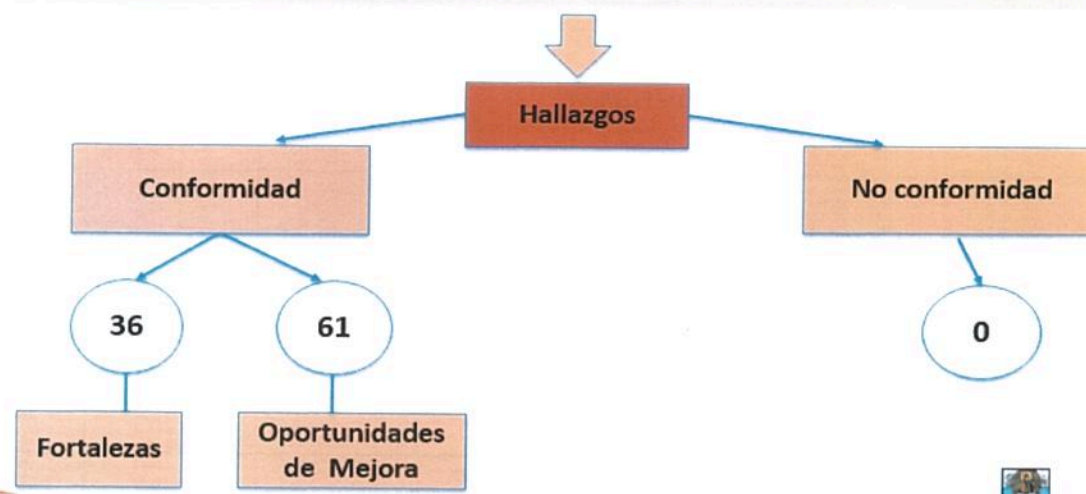 Hallazgos
Conformidad
No conformidad
36
61
0
Fortalezas
Oportunidades
de Mejora